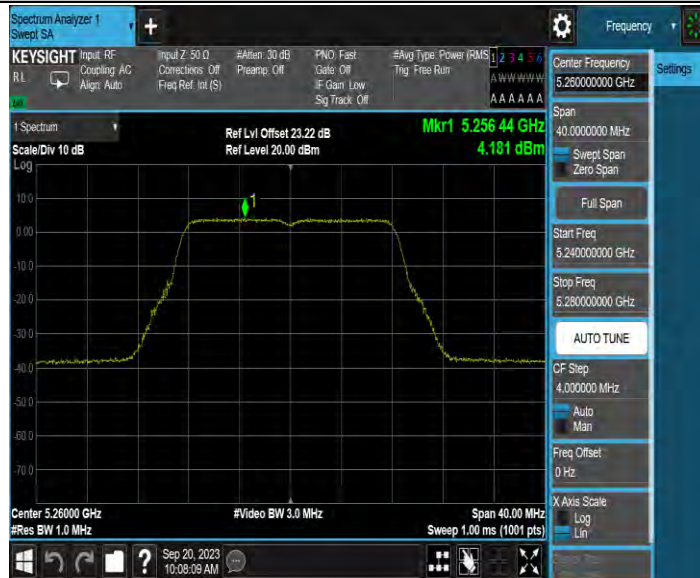 Spectrum Analyzer 1
Swept SA
Frequency
KEYSIGHT
RL
Input: RF
Coupling: AC
Align: Auto
Input Z: 50 Ω
Corrections: Off
Freq Ref: Int (S)
#Atten: 30 dB
Preamp: Off
PNO: Fast
Gate: Off
IF Gain: Low
Sig Track: Off
#Avg Type: Power (RMS
Trig: Free Run
1 2 3 4 5 6
A W W W W W
A A A A A A
1 Spectrum
Scale/Div 10 dB
Log
Ref Lvl Offset 23.22 dB
Ref Level 20.00 dBm
Mkr1 5.256 44 GHz
4.181 dBm
1
10.0
0.00
-10.0
-20.0
-30.0
-40.0
-50.0
-60.0
-70.0
Center 5.26000 GHz
#Res BW 1.0 MHz
#Video BW 3.0 MHz
Span 40.00 MHz
Sweep 1.00 ms (1001 pts)
Center Frequency
5.260000000 GHz
Settings
Span
40.0000000 MHz
Swept Span
Zero Span
Full Span
Start Freq
5.240000000 GHz
Stop Freq
5.280000000 GHz
AUTO TUNE
CF Step
4.000000 MHz
Auto
Man
Freq Offset
0 Hz
X Axis Scale
Log
Lin
Sep 20, 2023
10:08:09 AM